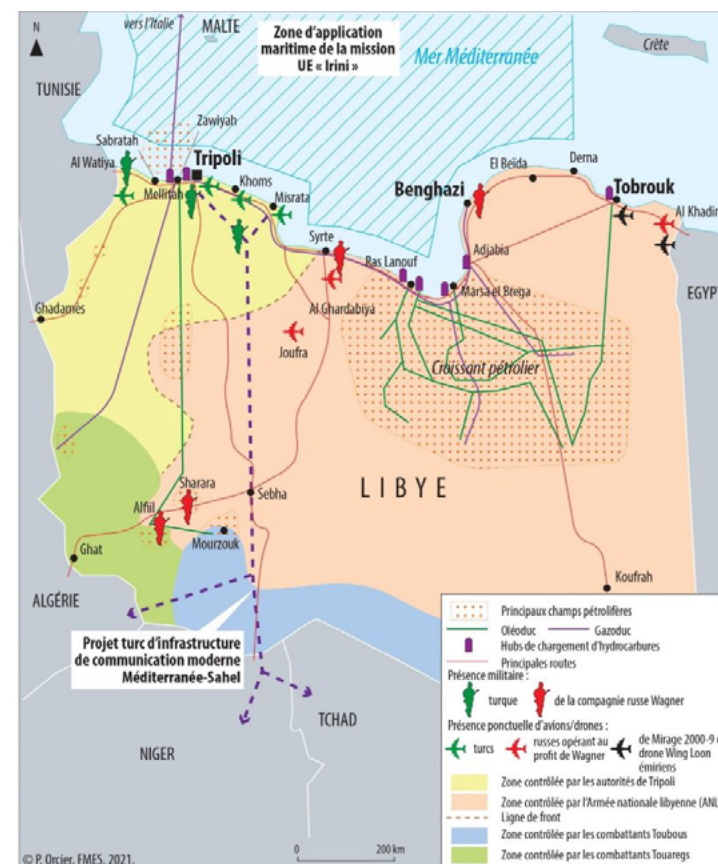 N
vers l'Italie
MALTE
Zone d'application
maritime de la mission
UE « Irini »
Mer Méditerranée
Crète
TUNISIE
Zawiyah
Sabratah
Tripoli
Al Watiya
Mellitah
Khoms
Misrata
Benghazi
El Beïda
Derna
Tobrouk
Al Khadir
Syrte
Ras Lanouf
Adjabia
Marsa el Brega
EGYP
Ghadamès
Al Ghardabiya
Joufra
Croissant pétrolier
LIBYE
Sharara
Alfiil
Sebha
Ghat
Mourzouk
Koufrah
ALGÉRIE
Projet turc d'infrastructure
de communication moderne
Méditerranée-Sahel
TCHAD
NIGER
Principaux champs pétrolifères
Oléoduc
Gazoduc
Hubs de chargement d'hydrocarbures
Principales routes
Présence militaire :
turque
de la compagnie russe Wagner
Présence ponctuelle d'avions/drones :
turcs
russes opérant au
profit de Wagner
de Mirage 2000-9
drone Wing Loon
émiriens
Zone contrôlée par les autorités de Tripoli
Zone contrôlée par l'Armée nationale libyenne (ANL
Ligne de front
Zone contrôlée par les combattants Toubous
Zone contrôlée par les combattants Touaregs
© P. Orcier, FMES, 2021.
0
200 km